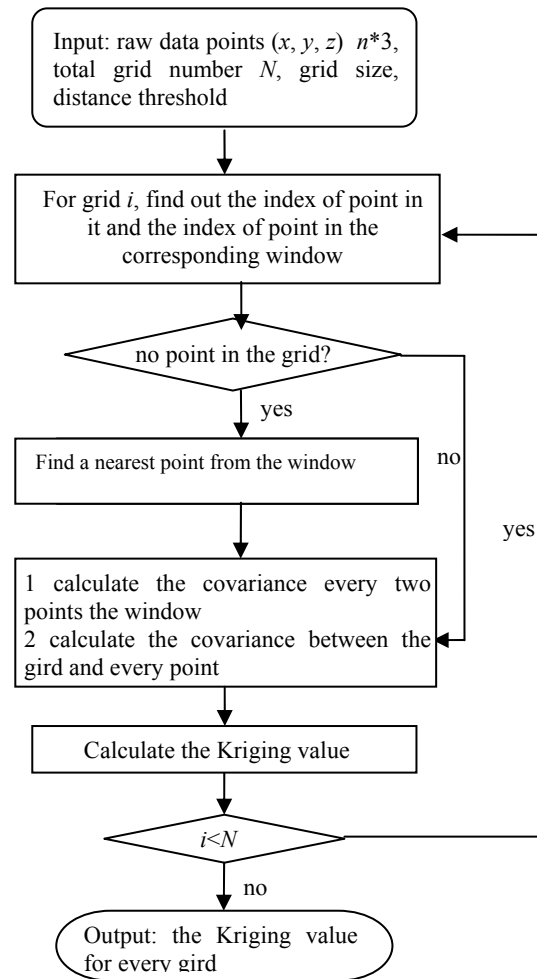 Input: raw data points (x, y, z) n*3,
total grid number N, grid size,
distance threshold
For grid i, find out the index of point in
it and the index of point in the
corresponding window
no point in the grid?
yes
no
Find a nearest point from the window
yes
1 calculate the covariance every two
points the window
2 calculate the covariance between the
gird and every point
Calculate the Kriging value
i<N
no
Output: the Kriging value
for every gird